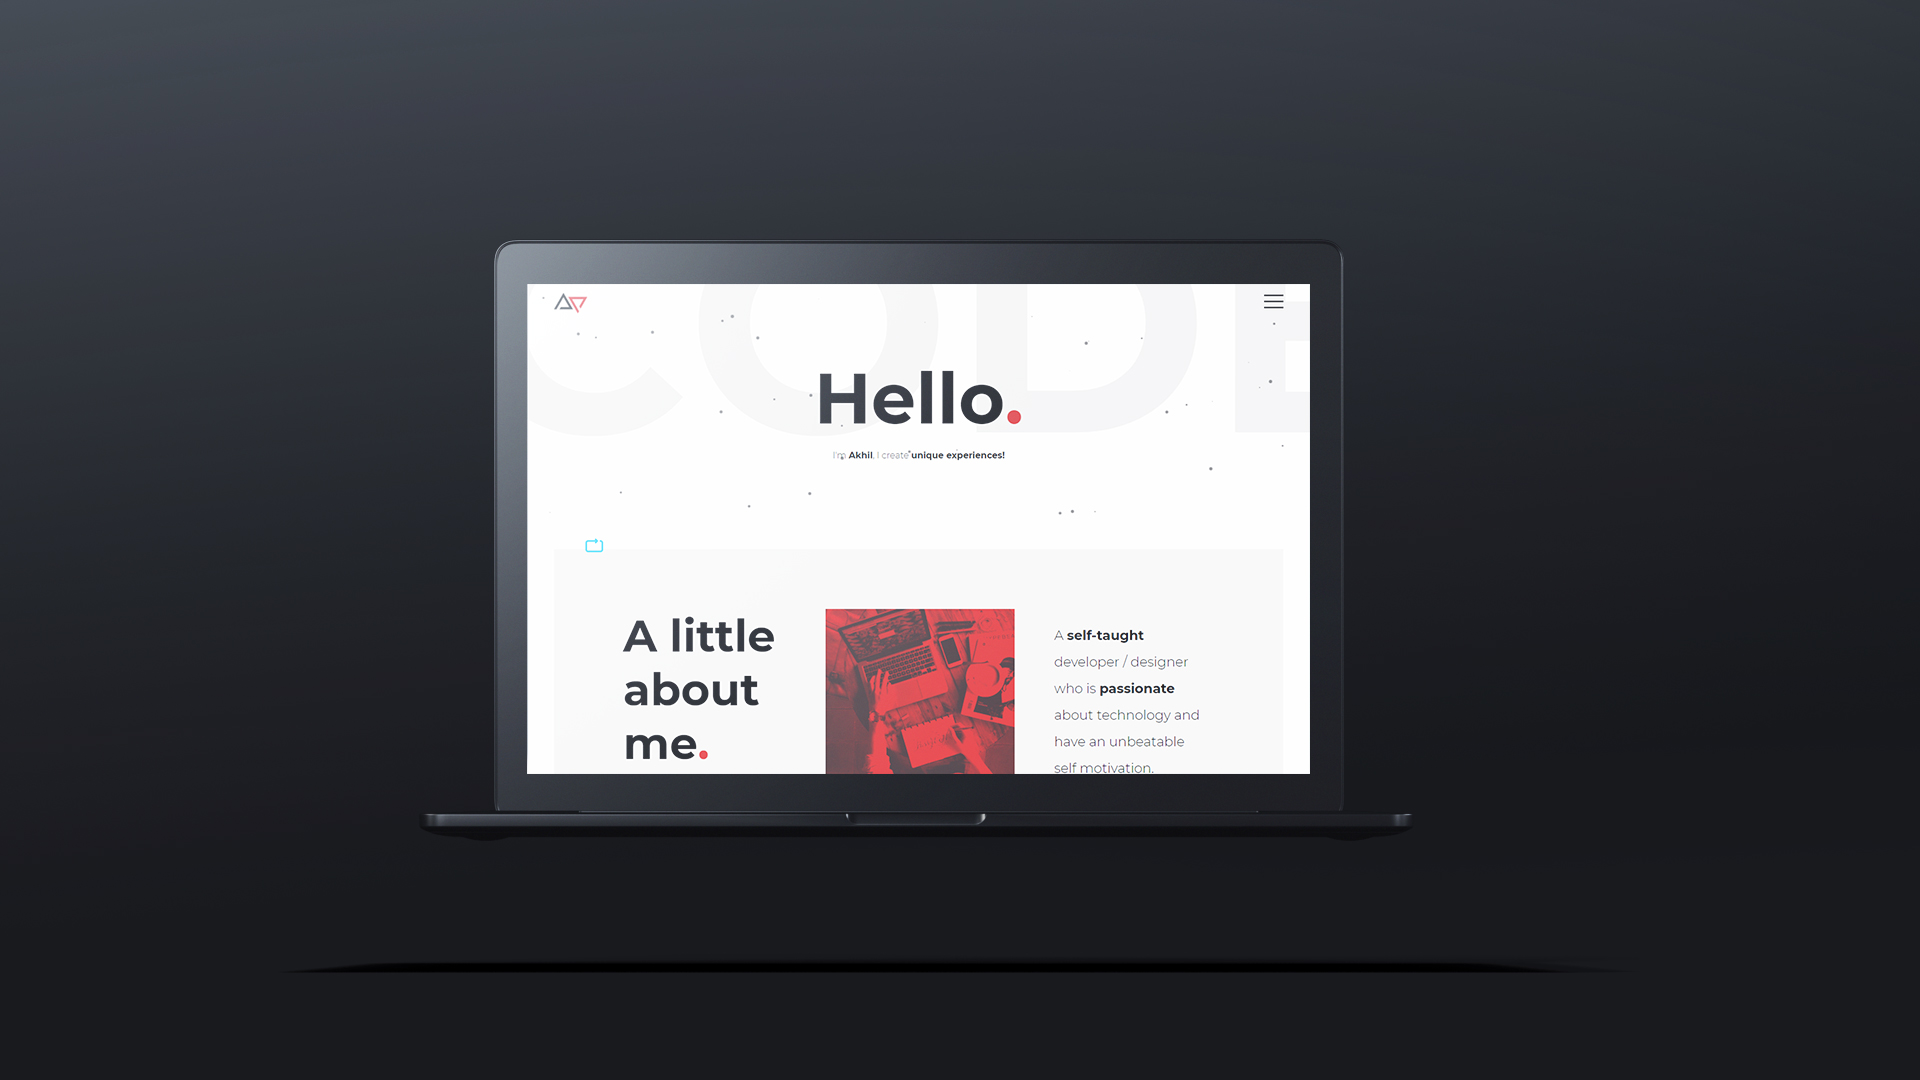 CODE
Hello.
I'm Akhil, I create unique experiences!
A little
about
me.
A self-taught
developer / designer
who is passionate
about technology and
have an unbeatable
self motivation.